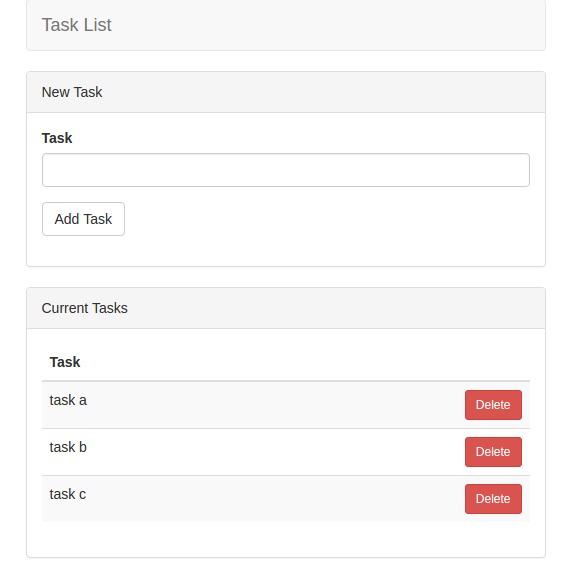 Task List
New Task
Task
Add Task
Current Tasks
Task
task a Delete
task b Delete
task c Delete